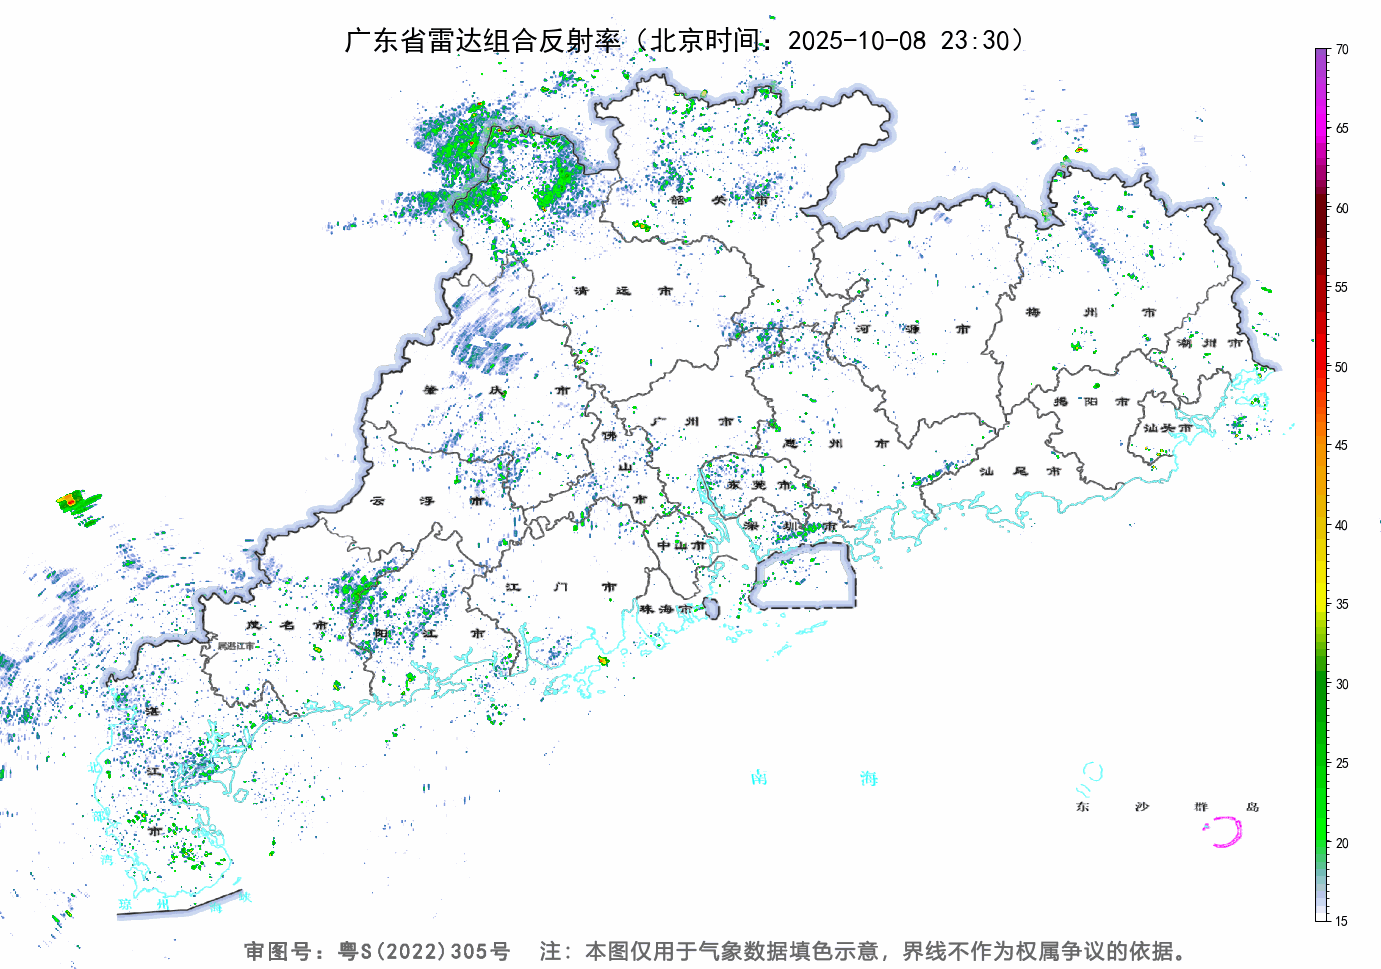 广东省雷达组合反射率（北京时间：2025-10-08 23:30）
70
65
60
55
50
45
40
35
30
25
20
15
韶关市
清远市
河源市
梅州市
潮州市
肇庆市
广州市
惠州市
揭阳市
汕头市
佛山市
云浮市
东莞市
汕尾市
深圳市
中山市
江门市
珠海市
茂名市
阳江市
属湛江市
湛江市
南海
东沙群岛
北部湾
琼州海峡
审图号：粤S(2022)305号 注：本图仅用于气象数据填色示意，界线不作为权属争议的依据。